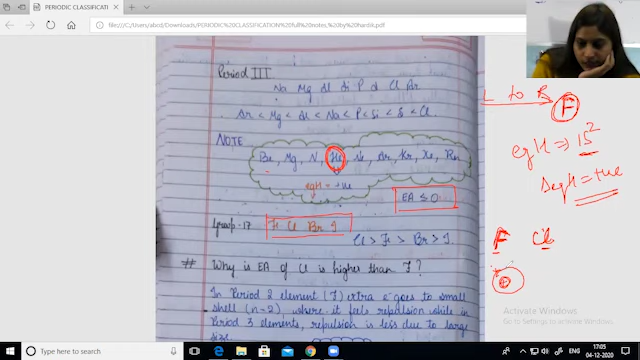 PERIODIC CLASSIFICATI
File
file:///C:/Users/abcd/Downloads/PERIODIC%20CLASSIFICATION%20full%20notes,%20by%20hardik.pdf
Period III
Na Mg Al Si P S Cl Ar
Ar < Mg < Al < Na < P < Si < S < Cl
NOTE
Be, Mg, N, He, Ne, Ar, Kr, Xe, Rn
egH = +ve
EA ≤ 0
Group-17 F Cl Br I
Cl > F > Br > I
# Why is EA of Cl is higher than F?
In Period 2 element (F) extra e⁻ goes to small
shell (n=2), where it feels repulsion while in
Period 3 elements, repulsion is less due to large
size.
L to R
F
egH ⇒ 1s²
ΔegH = +ve
F Cl
Activate Windows
Go to Settings to activate Windows.
Type here to search
17:05
04-12-2020